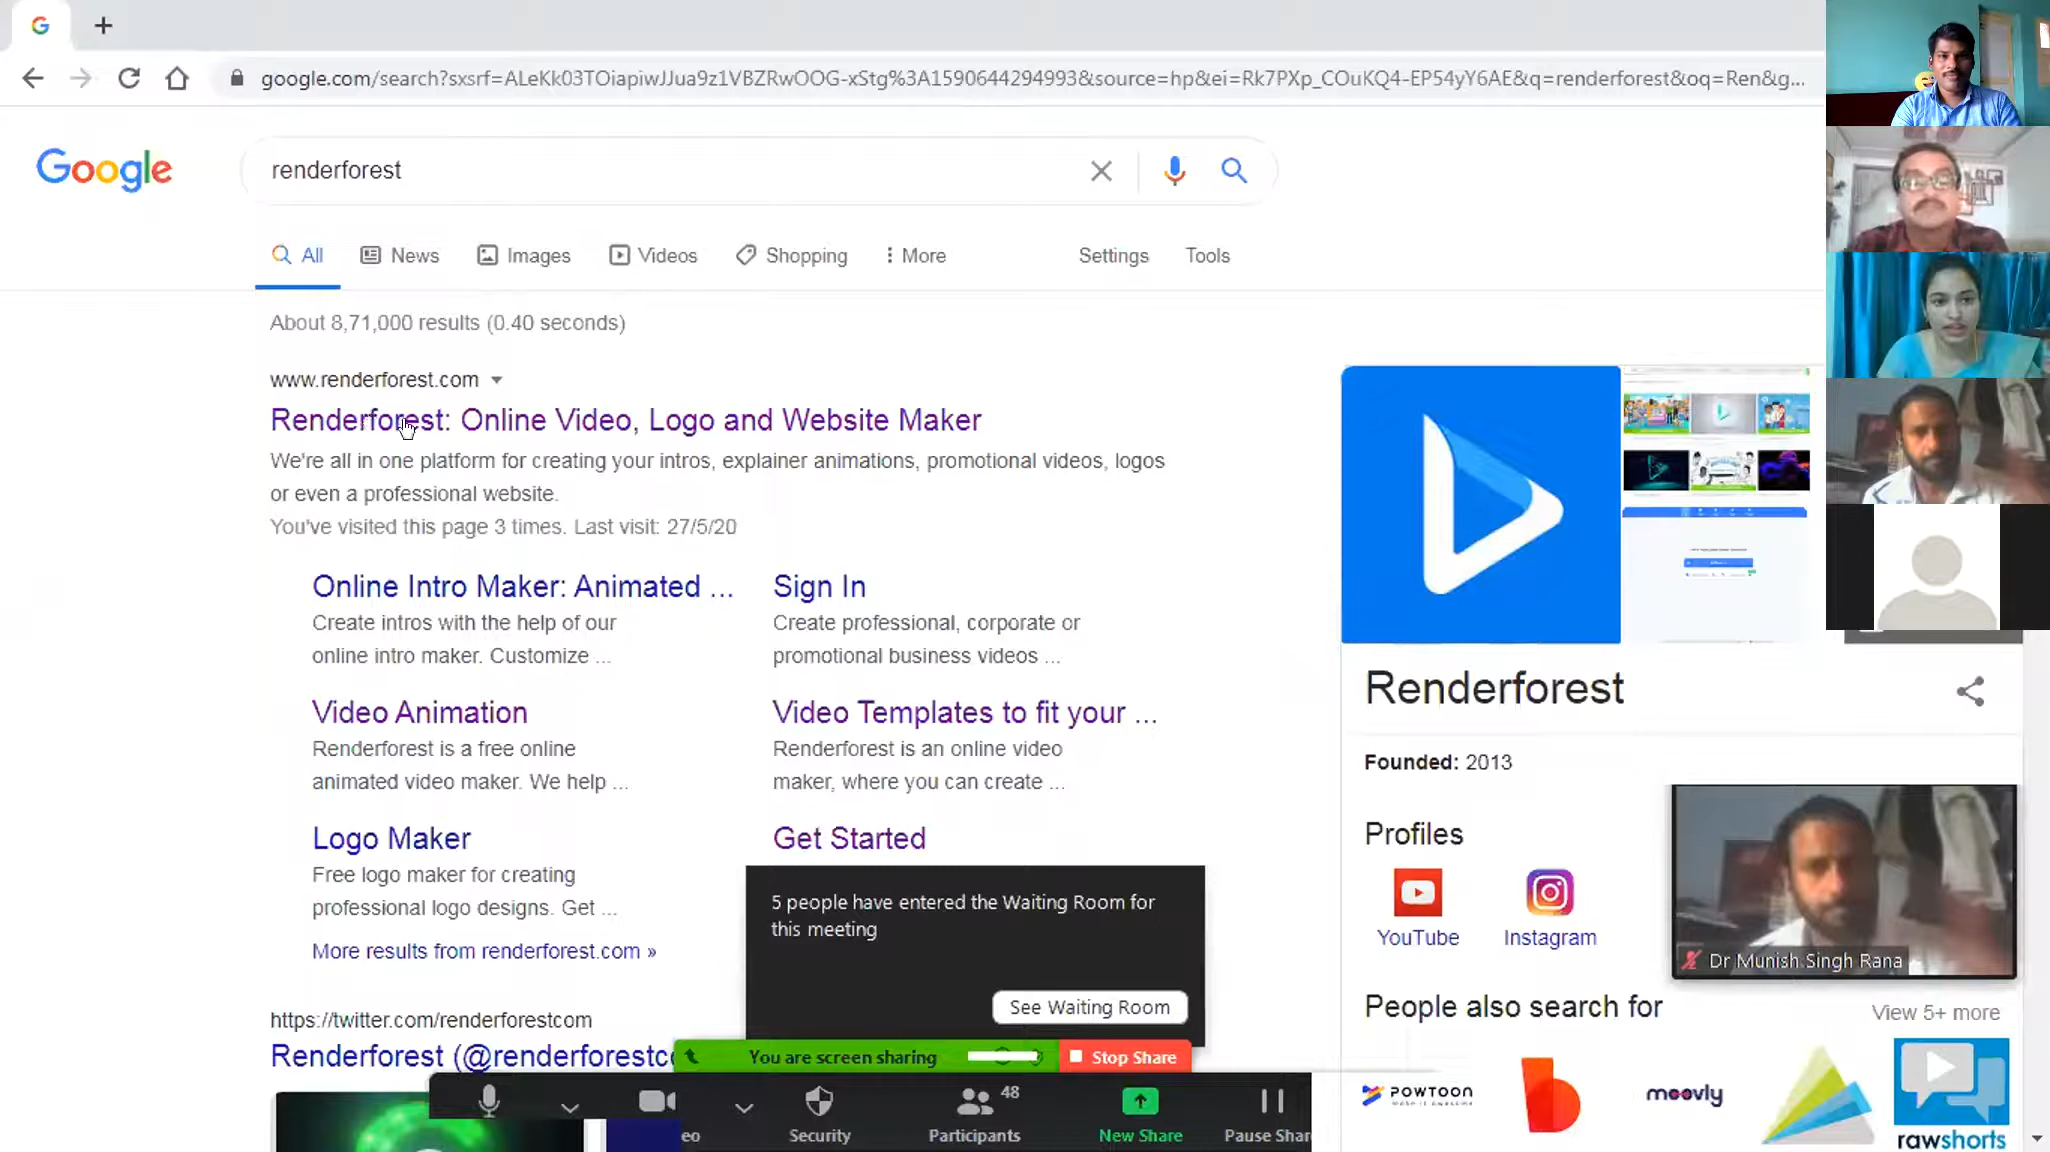 google.com/search?sxsrf=ALeKk03TOiapiwJJua9z1VBZRwOOG-xStg%3A1590644294993&source=hp&ei=Rk7PXp_COuKQ4-EP54yY6AE&q=renderforest&oq=Ren&g...
Google
renderforest
All
News
Images
Videos
Shopping
More
Settings
Tools
About 8,71,000 results (0.40 seconds)
www.renderforest.com
Renderforest: Online Video, Logo and Website Maker
We're all in one platform for creating your intros, explainer animations, promotional videos, logos
or even a professional website.
You've visited this page 3 times. Last visit: 27/5/20
Online Intro Maker: Animated ...
Create intros with the help of our
online intro maker. Customize ...
Sign In
Create professional, corporate or
promotional business videos ...
Video Animation
Renderforest is a free online
animated video maker. We help ...
Video Templates to fit your ...
Renderforest is an online video
maker, where you can create ...
Logo Maker
Free logo maker for creating
professional logo designs. Get ...
Get Started
More results from renderforest.com »
https://twitter.com/renderforestcom
Renderforest (@renderforestc
5 people have entered the Waiting Room for
this meeting
See Waiting Room
You are screen sharing
Stop Share
eo
Security
Participants
48
New Share
Pause Shar
Renderforest
Founded: 2013
Profiles
YouTube
Instagram
Dr Munish Singh Rana
People also search for
View 5+ more
POWTOON
moovly
rawshorts